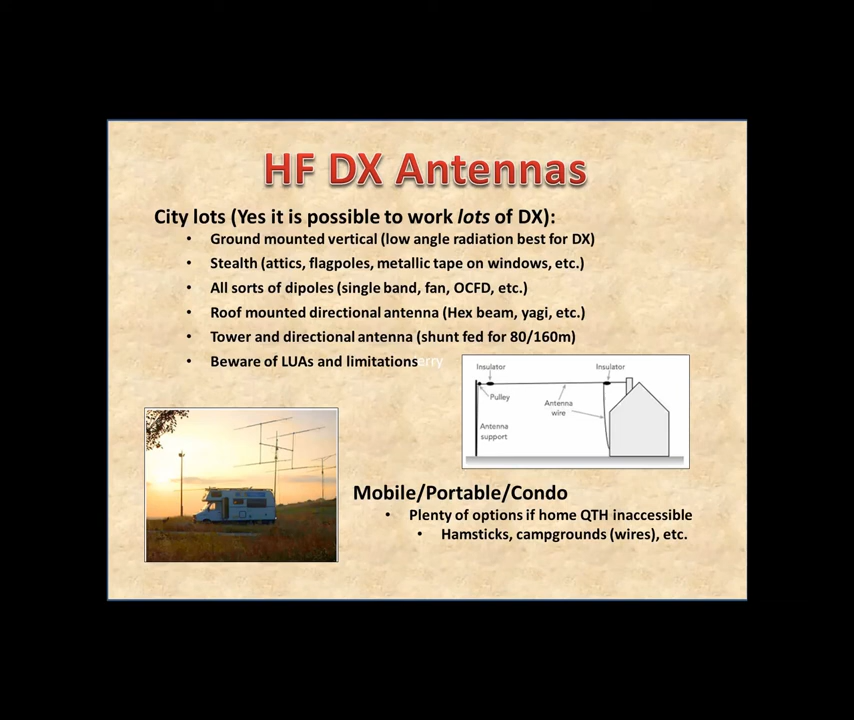 HF DX Antennas
City lots (Yes it is possible to work lots of DX):
• Ground mounted vertical (low angle radiation best for DX)
• Stealth (attics, flagpoles, metallic tape on windows, etc.)
• All sorts of dipoles (single band, fan, OCFD, etc.)
• Roof mounted directional antenna (Hex beam, yagi, etc.)
• Tower and directional antenna (shunt fed for 80/160m)
• Beware of LUAs and limitations
Insulator
Insulator
Pulley
Antenna
wire
Antenna
support
Mobile/Portable/Condo
• Plenty of options if home QTH inaccessible
• Hamsticks, campgrounds (wires), etc.